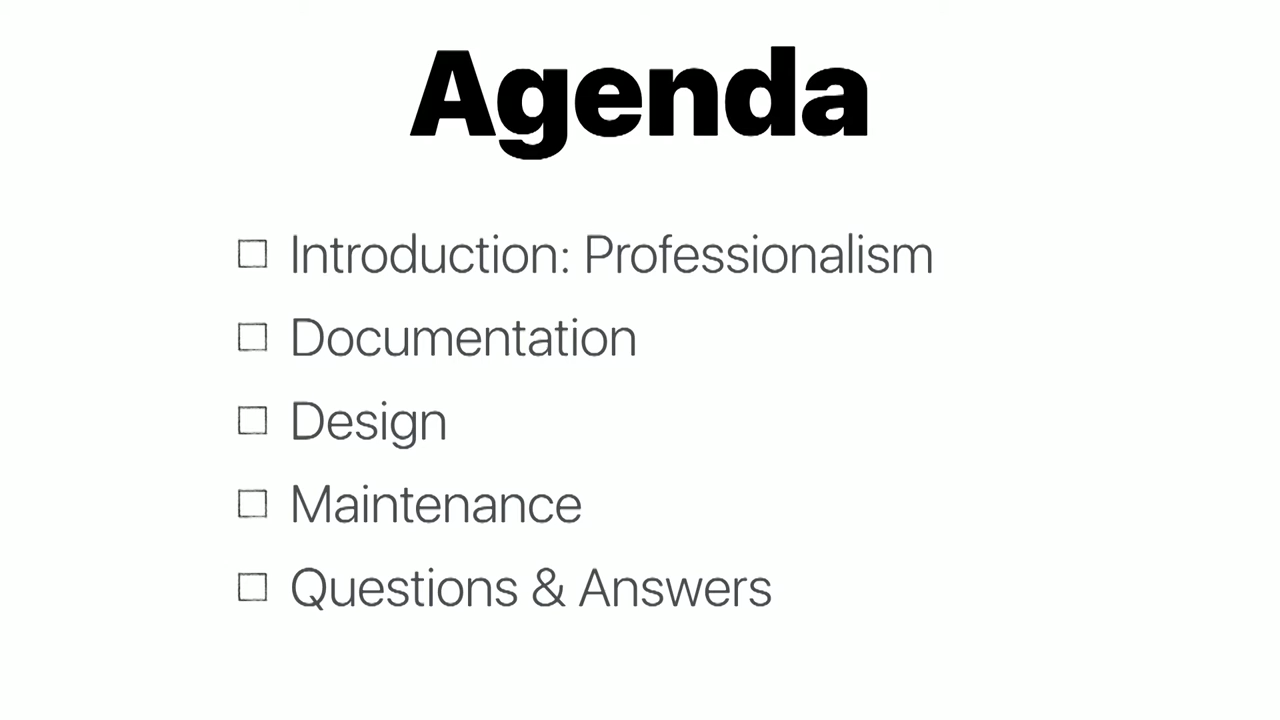 Agenda
Introduction: Professionalism
Documentation
Design
Maintenance
Questions & Answers